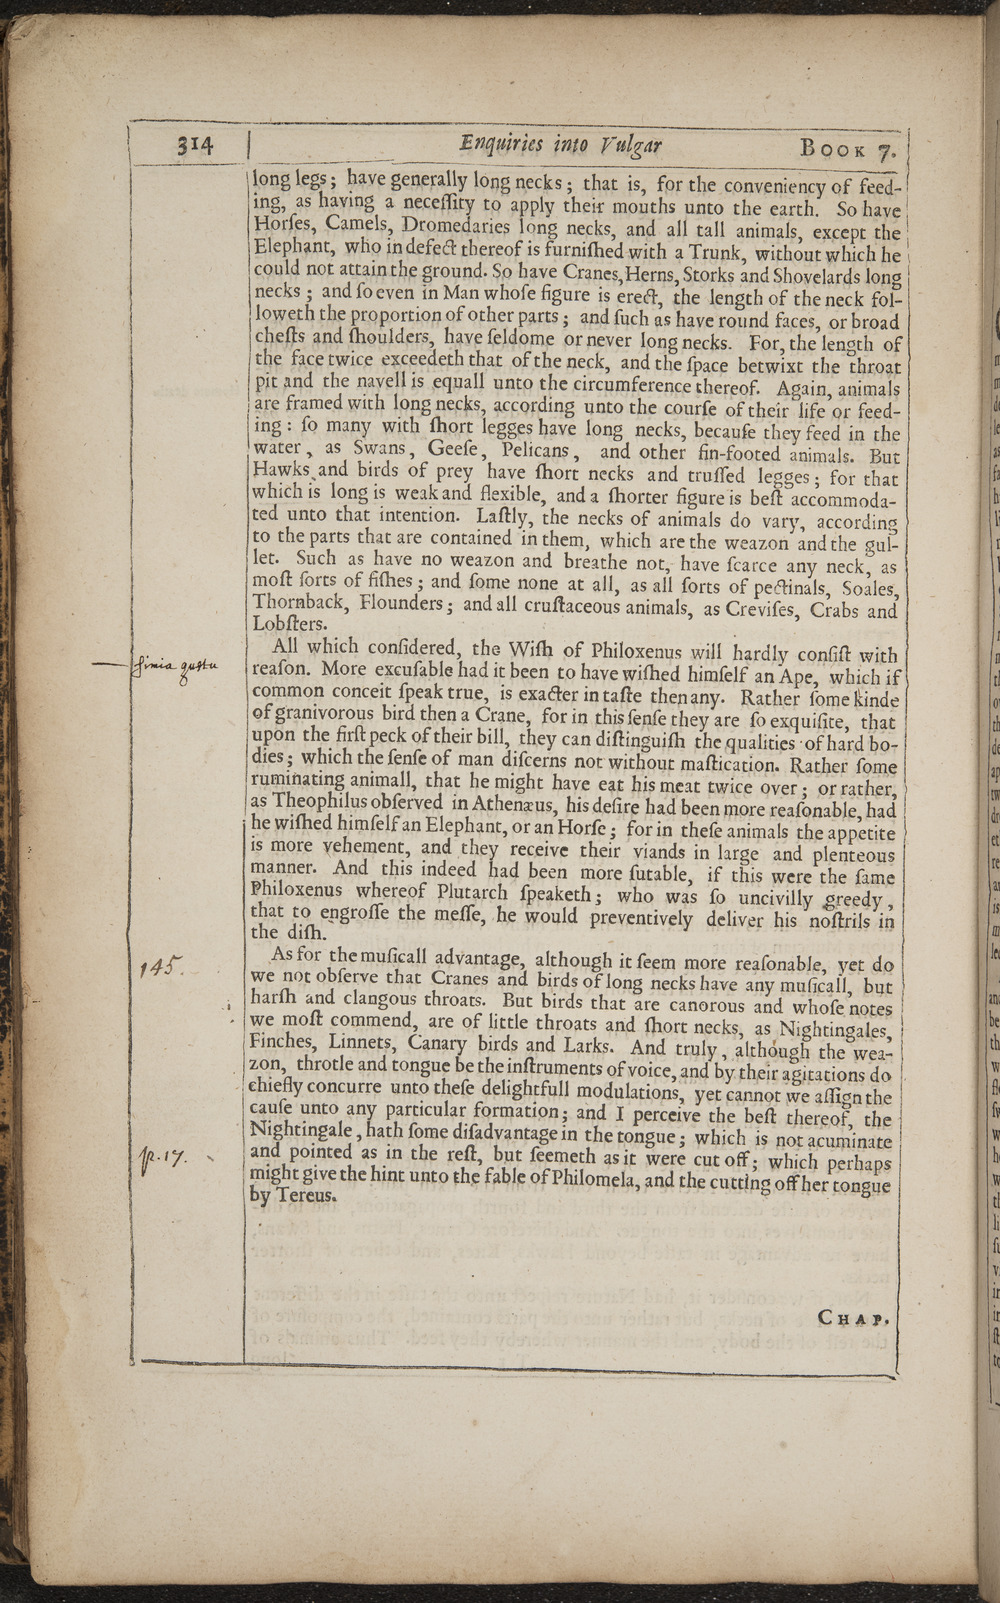 314 Enquiries into Vulgar BOOK 7.
long legs; have generally long necks; that is, for the conveniency of feed-
ing, as having a neceſſity to apply their mouths unto the earth. So have
Horſes, Camels, Dromedaries long necks, and all tall animals, except the
Elephant, who in defect thereof is furniſhed with a Trunk, without which he
could not attain the ground. So have Cranes, Herns, Storks and Shovelards long
necks; and ſo even in Man whoſe figure is erect, the length of the neck fol-
loweth the proportion of other parts; and ſuch as have round faces, or broad
cheſts and ſhoulders, have ſeldome or never long necks. For, the length of
the face twice exceedeth that of the neck, and the ſpace betwixt the throat
pit and the navell is equall unto the circumference thereof. Again, animals
are framed with long necks, according unto the courſe of their life or feed-
ing: ſo many with ſhort legges have long necks, becauſe they feed in the
water, as Swans, Geeſe, Pelicans, and other fin-footed animals. But
Hawks and birds of prey have ſhort necks and truſſed legges; for that
which is long is weak and flexible, and a ſhorter figure is beſt accommoda-
ted unto that intention. Laſtly, the necks of animals do vary, according
to the parts that are contained in them, which are the weazon and the gul-
let. Such as have no weazon and breathe not, have ſcarce any neck, as
moſt ſorts of fiſhes; and ſome none at all, as all ſorts of pectinals, Soales,
Thornback, Flounders; and all cruſtaceous animals, as Creviſes, Crabs and
Lobſters.
All which conſidered, the Wiſh of Philoxenus will hardly conſiſt with
ſimia guſtu
reaſon. More excuſable had it been to have wiſhed himſelf an Ape, which if
common conceit ſpeak true, is exacter in taſte then any. Rather ſome kinde
of granivorous bird then a Crane, for in this ſenſe they are ſo exquiſite, that
upon the firſt peck of their bill, they can diſtinguiſh the qualities of hard bo-
dies; which the ſenſe of man diſcerns not without maſtication. Rather ſome
ruminating animall, that he might have eat his meat twice over; or rather,
as Theophilus obſerved in Athenæus, his deſire had been more reaſonable, had
he wiſhed himſelf an Elephant, or an Horſe; for in theſe animals the appetite
is more vehement, and they receive their viands in large and plenteous
manner. And this indeed had been more ſutable, if this were the ſame
Philoxenus whereof Plutarch ſpeaketh; who was ſo uncivilly greedy,
that to engroſſe the meſſe, he would preventively deliver his noſtrils in
the diſh.
As for the muſicall advantage, although it ſeem more reaſonable, yet do
145.
we not obſerve that Cranes and birds of long necks have any muſicall, but
harſh and clangous throats. But birds that are canorous and whoſe notes
we moſt commend, are of little throats and ſhort necks, as Nightingales,
Finches, Linnets, Canary birds and Larks. And truly, although the wea-
zon, throtle and tongue be the inſtruments of voice, and by their agitations do
chiefly concurre unto theſe delightfull modulations, yet cannot we aſſign the
cauſe unto any particular formation; and I perceive the beſt thereof, the
Nightingale, hath ſome diſadvantage in the tongue; which is not acuminate
p. 17.
and pointed as in the reſt, but ſeemeth as it were cut off; which perhaps
might give the hint unto the fable of Philomela, and the cutting off her tongue
by Tereus.
CHAP.